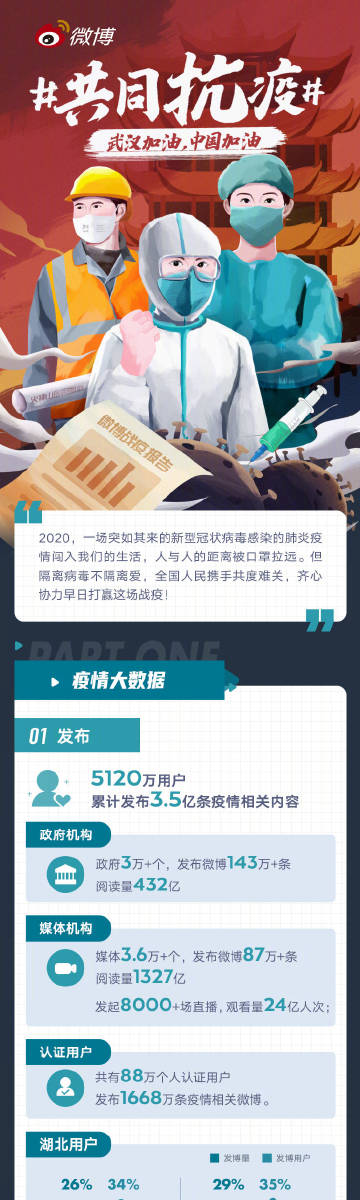 微博
#共同抗疫#
武汉加油,中国加油
火神山
微博战疫报告
2020，一场突如其来的新型冠状病毒感染的肺炎疫
情闯入我们的生活，人与人的距离被口罩拉远。但
隔离病毒不隔离爱，全国人民携手共度难关，齐心
协力早日打赢这场战疫!
PART ONE
疫情大数据
01 发布
5120万用户
累计发布3.5亿条疫情相关内容
政府机构
政府3万+个，发布微博143万+条
阅读量432亿
媒体机构
媒体3.6万+个，发布微博87万+条
阅读量1327亿
发起8000+场直播,观看量24亿人次;
认证用户
共有88万个人认证用户
发布1668万条疫情相关微博。
湖北用户
发博量 发博用户
26% 34% 29% 35%